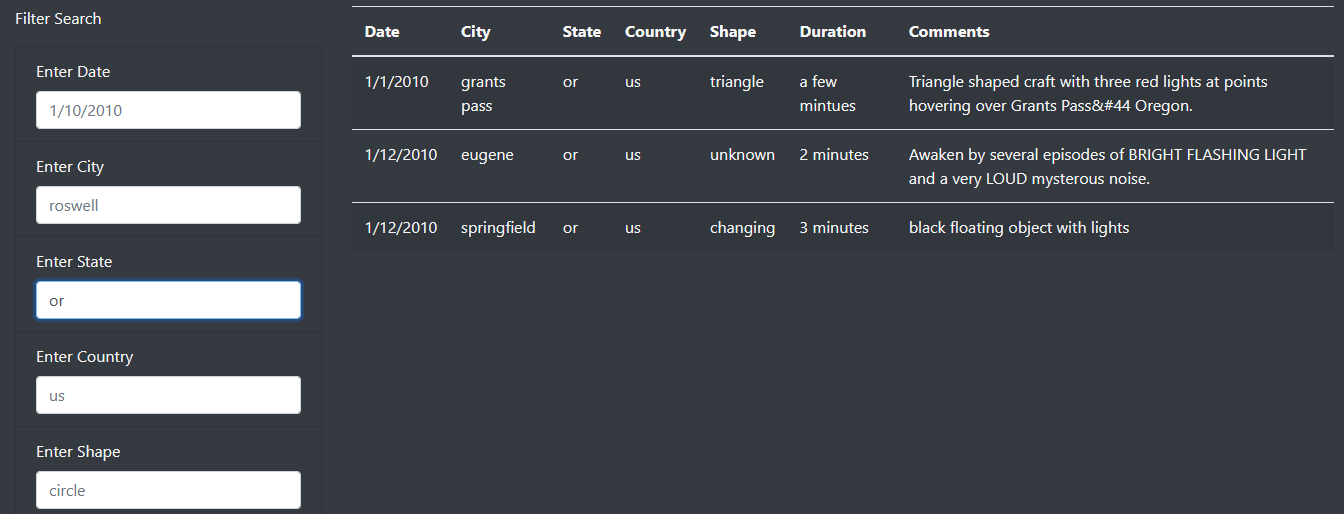 Filter Search
Enter Date
1/10/2010
Enter City
roswell
Enter State
or
Enter Country
us
Enter Shape
circle
Date City State Country Shape Duration Comments
1/1/2010 grants or us triangle a few Triangle shaped craft with three red lights at points
pass mintues hovering over Grants Pass&#44 Oregon.
1/12/2010 eugene or us unknown 2 minutes Awaken by several episodes of BRIGHT FLASHING LIGHT
and a very LOUD mysterous noise.
1/12/2010 springfield or us changing 3 minutes black floating object with lights